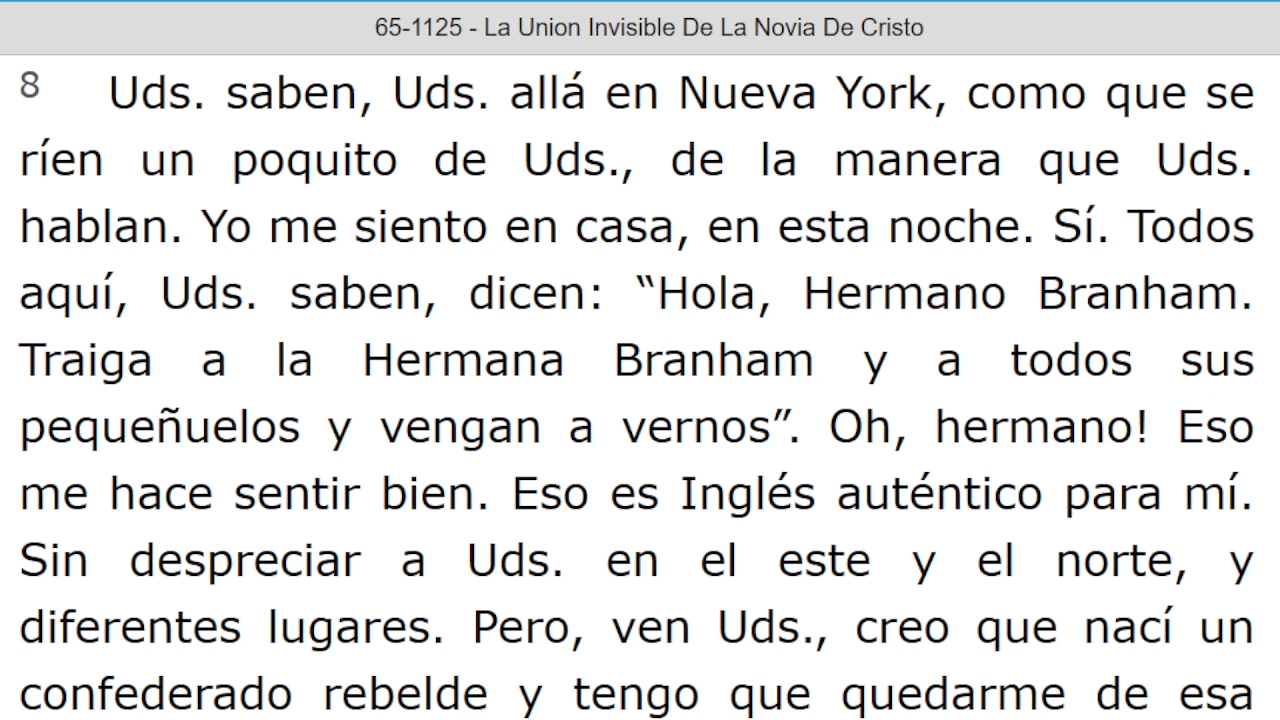 65-1125 - La Union Invisible De La Novia De Cristo
8 Uds. saben, Uds. allá en Nueva York, como que se
ríen un poquito de Uds., de la manera que Uds.
hablan. Yo me siento en casa, en esta noche. Sí. Todos
aquí, Uds. saben, dicen: “Hola, Hermano Branham.
Traiga a la Hermana Branham y a todos sus
pequeñuelos y vengan a vernos”. Oh, hermano! Eso
me hace sentir bien. Eso es Inglés auténtico para mí.
Sin despreciar a Uds. en el este y el norte, y
diferentes lugares. Pero, ven Uds., creo que nací un
confederado rebelde y tengo que quedarme de esa